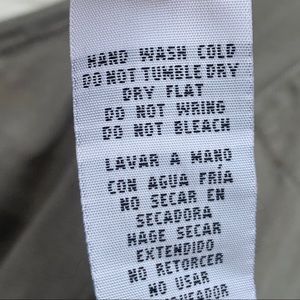 HAND WASH COLD
DO NOT TUMBLE DRY
DRY FLAT
DO NOT WRING
DO NOT BLEACH
LAVAR A MANO
CON AGUA FRÍA
NO SECAR EN
SECADORA
HAGE SECAR
EXTENDIDO
NO RETORCER
NO USAR